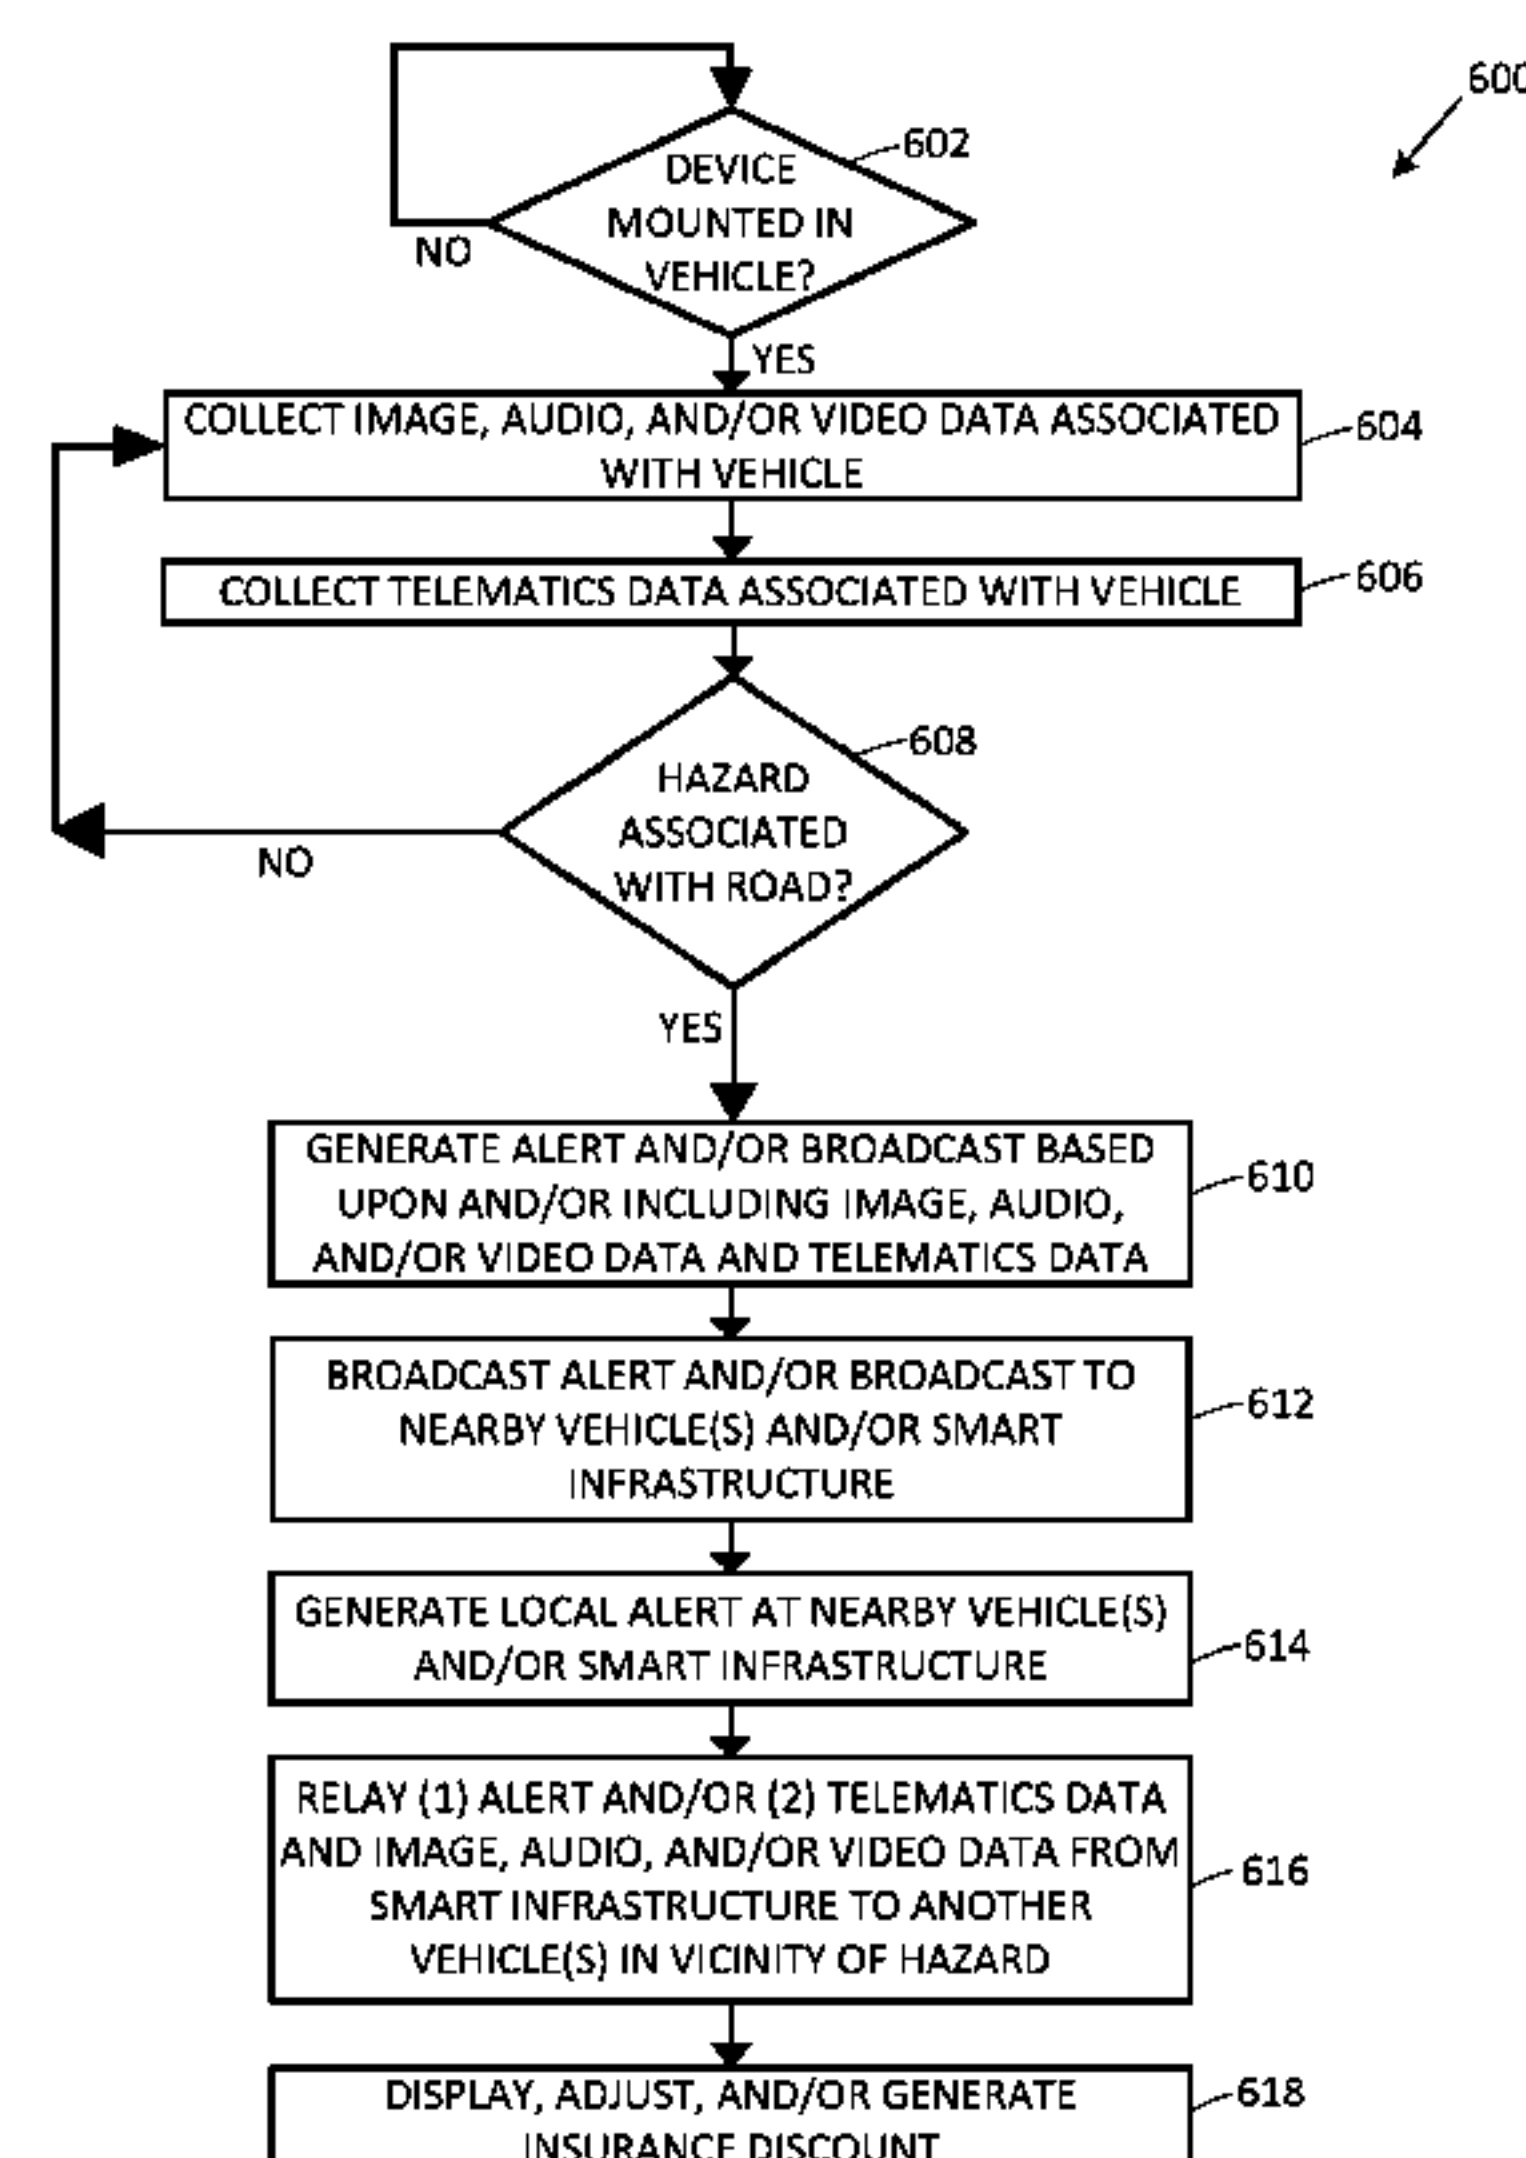 600
602
DEVICE
MOUNTED IN
VEHICLE?
NO
YES
COLLECT IMAGE, AUDIO, AND/OR VIDEO DATA ASSOCIATED
WITH VEHICLE
604
COLLECT TELEMATICS DATA ASSOCIATED WITH VEHICLE
606
608
HAZARD
ASSOCIATED
WITH ROAD?
NO
YES
GENERATE ALERT AND/OR BROADCAST BASED
UPON AND/OR INCLUDING IMAGE, AUDIO,
AND/OR VIDEO DATA AND TELEMATICS DATA
610
BROADCAST ALERT AND/OR BROADCAST TO
NEARBY VEHICLE(S) AND/OR SMART
INFRASTRUCTURE
612
GENERATE LOCAL ALERT AT NEARBY VEHICLE(S)
AND/OR SMART INFRASTRUCTURE
614
RELAY (1) ALERT AND/OR (2) TELEMATICS DATA
AND IMAGE, AUDIO, AND/OR VIDEO DATA FROM
SMART INFRASTRUCTURE TO ANOTHER
VEHICLE(S) IN VICINITY OF HAZARD
616
DISPLAY, ADJUST, AND/OR GENERATE
INSURANCE DISCOUNT
618